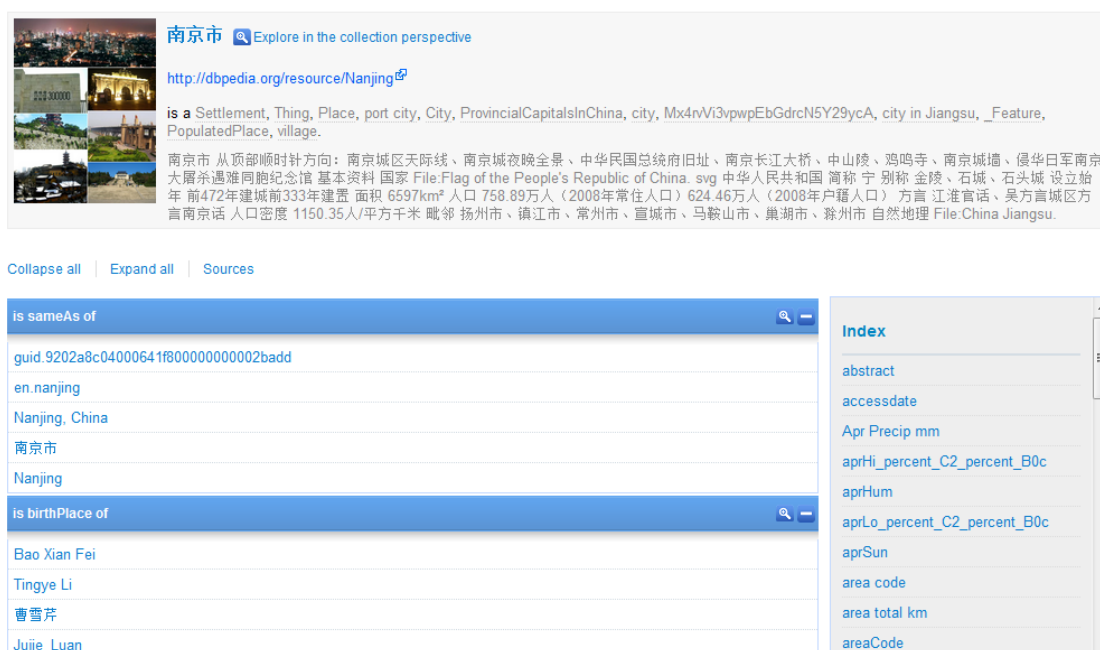 南京市 Explore in the collection perspective
http://dbpedia.org/resource/Nanjing
is a Settlement, Thing, Place, port city, City, ProvincialCapitalsInChina, city, Mx4rvVi3vpwpEbGdrcN5Y29ycA, city in Jiangsu, _Feature,
PopulatedPlace, village.
南京市 从顶部顺时针方向：南京城区天际线、南京城夜晚全景、中华民国总统府旧址、南京长江大桥、中山陵、鸡鸣寺、南京城墙、侵华日军南京
大屠杀遇难同胞纪念馆 基本资料 国家 File:Flag of the People's Republic of China. svg 中华人民共和国 简称 宁 别称 金陵、石城、石头城 设立始
年 前472年建城前333年建置 面积 6597km² 人口 758.89万人（2008年常住人口）624.46万人（2008年户籍人口） 方言 江淮官话、吴方言城区方
言南京话 人口密度 1150.35人/平方千米 毗邻 扬州市、镇江市、常州市、宣城市、马鞍山市、巢湖市、滁州市 自然地理 File:China Jiangsu.
Collapse all Expand all Sources
is sameAs of
guid.9202a8c04000641f800000000002badd
en.nanjing
Nanjing, China
南京市
Nanjing
is birthPlace of
Bao Xian Fei
Tingye Li
曹雪芹
Jujie_Luan
Index
abstract
accessdate
Apr Precip mm
aprHi_percent_C2_percent_B0c
aprHum
aprLo_percent_C2_percent_B0c
aprSun
area code
area total km
areaCode